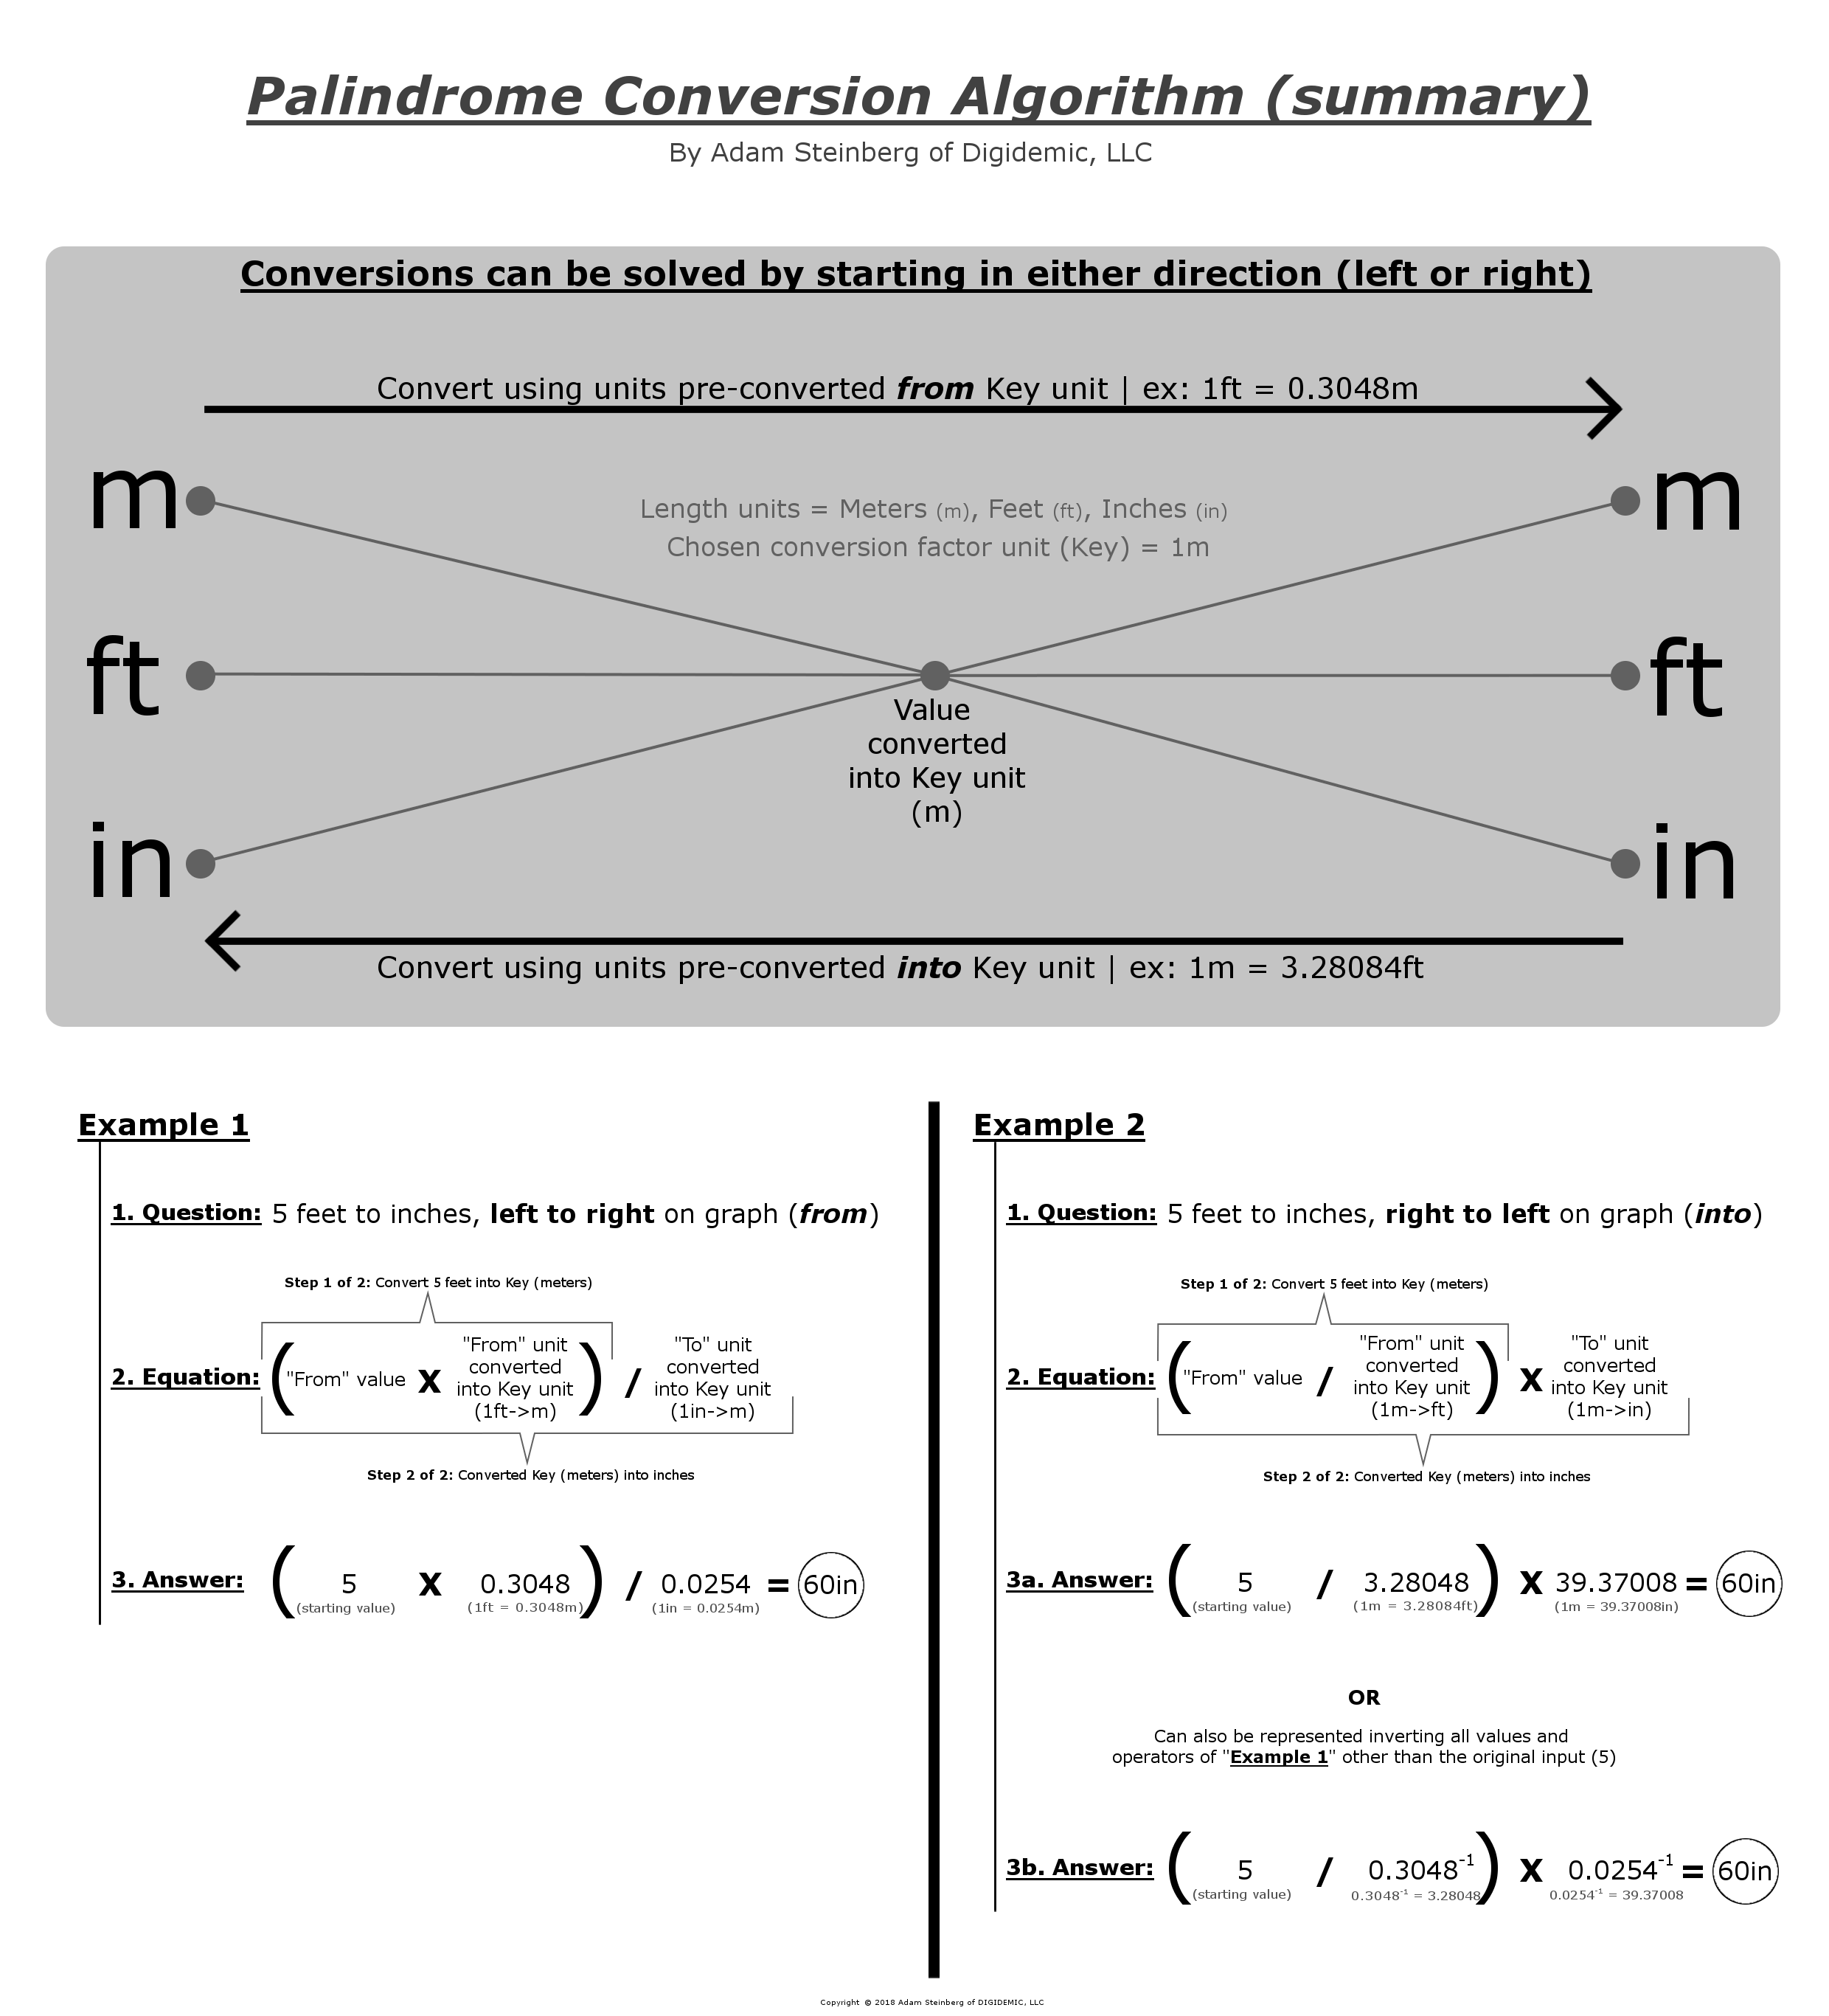 Palindrome Conversion Algorithm (summary)
By Adam Steinberg of Digidemic, LLC
Conversions can be solved by starting in either direction (left or right)
Convert using units pre-converted from Key unit | ex: 1ft = 0.3048m
m
m
Length units = Meters (m), Feet (ft), Inches (in)
Chosen conversion factor unit (Key) = 1m
ft
ft
Value
converted
into Key unit
(m)
in
in
Convert using units pre-converted into Key unit | ex: 1m = 3.28084ft
Example 1
1. Question: 5 feet to inches, left to right on graph (from)
Step 1 of 2: Convert 5 feet into Key (meters)
2. Equation: ( "From" value X "From" unit
converted
into Key unit
(1ft->m) ) / "To" unit
converted
into Key unit
(1in->m)
Step 2 of 2: Converted Key (meters) into inches
3. Answer: ( 5 X 0.3048 ) / 0.0254 = 60in
(starting value) (1ft = 0.3048m) (1in = 0.0254m)
Example 2
1. Question: 5 feet to inches, right to left on graph (into)
Step 1 of 2: Convert 5 feet into Key (meters)
2. Equation: ( "From" value / "From" unit
converted
into Key unit
(1m->ft) ) X "To" unit
converted
into Key unit
(1m->in)
Step 2 of 2: Converted Key (meters) into inches
3a. Answer: ( 5 / 3.28048 ) X 39.37008 = 60in
(starting value) (1m = 3.28084ft) (1m = 39.37008in)
OR
Can also be represented inverting all values and
operators of "Example 1" other than the original input (5)
3b. Answer: ( 5 / 0.3048⁻¹ ) X 0.0254⁻¹ = 60in
(starting value) 0.3048⁻¹ = 3.28048 0.0254⁻¹ = 39.37008
Copyright © 2018 Adam Steinberg of DIGIDEMIC, LLC